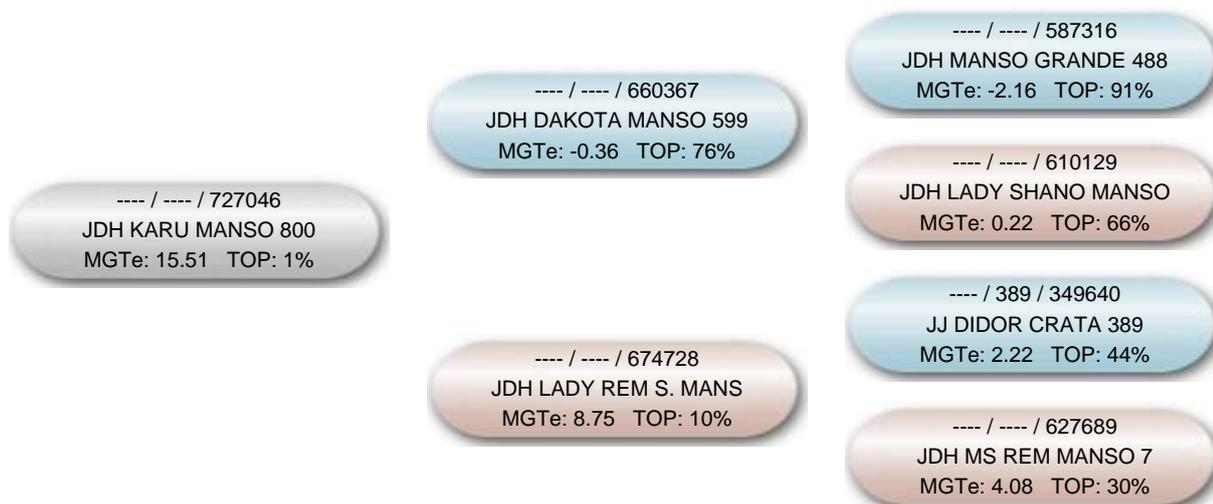 ---- / ---- / 727046
JDH KARU MANSO 800
MGTe: 15.51 TOP: 1%
---- / ---- / 660367
JDH DAKOTA MANSO 599
MGTe: -0.36 TOP: 76%
---- / ---- / 674728
JDH LADY REM S. MANS
MGTe: 8.75 TOP: 10%
---- / ---- / 587316
JDH MANSO GRANDE 488
MGTe: -2.16 TOP: 91%
---- / ---- / 610129
JDH LADY SHANO MANSO
MGTe: 0.22 TOP: 66%
---- / 389 / 349640
JJ DIDOR CRATA 389
MGTe: 2.22 TOP: 44%
---- / ---- / 627689
JDH MS REM MANSO 7
MGTe: 4.08 TOP: 30%